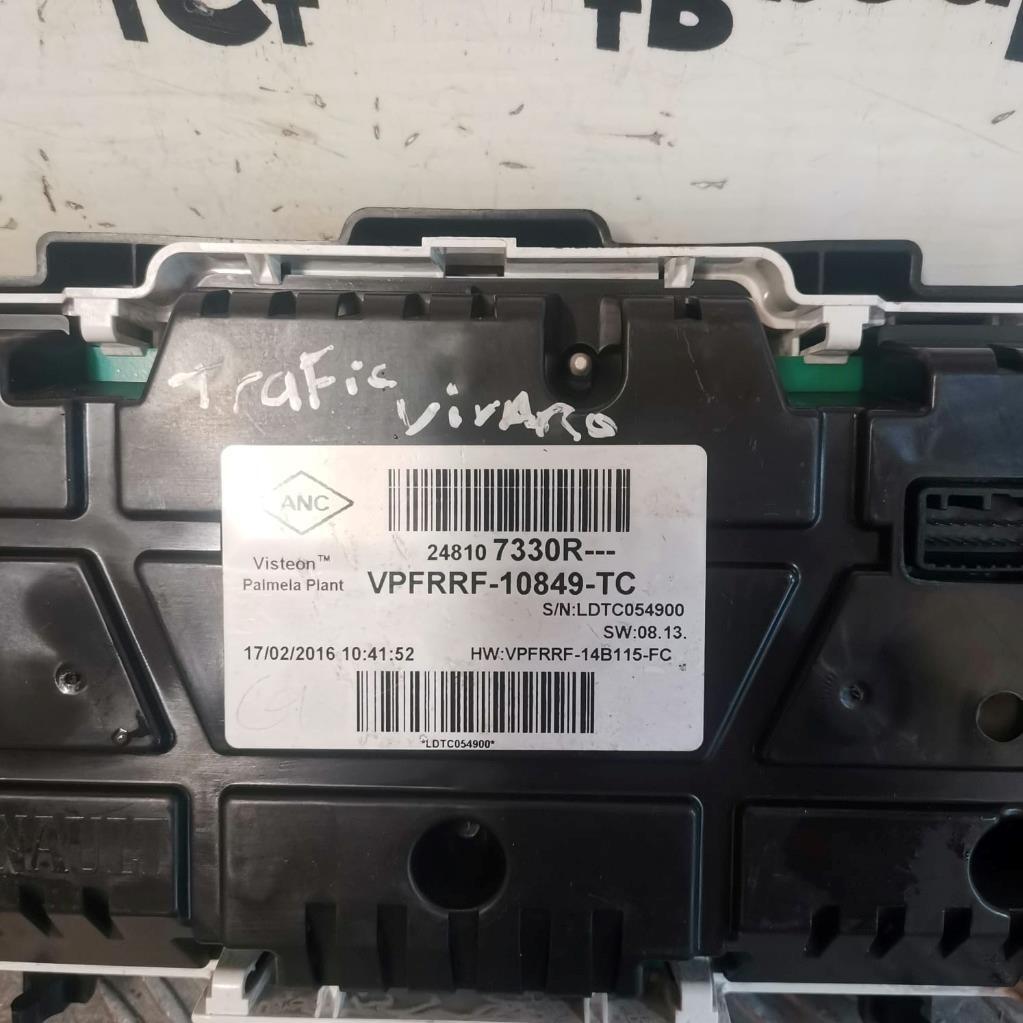 Trafic
VIVARO
ANC
24810 7330R---
Visteon™
Palmela Plant
VPFRRF-10849-TC
S/N:LDTC054900
SW:08.13.
17/02/2016 10:41:52
HW:VPFRRF-14B115-FC
*LDTC054900*